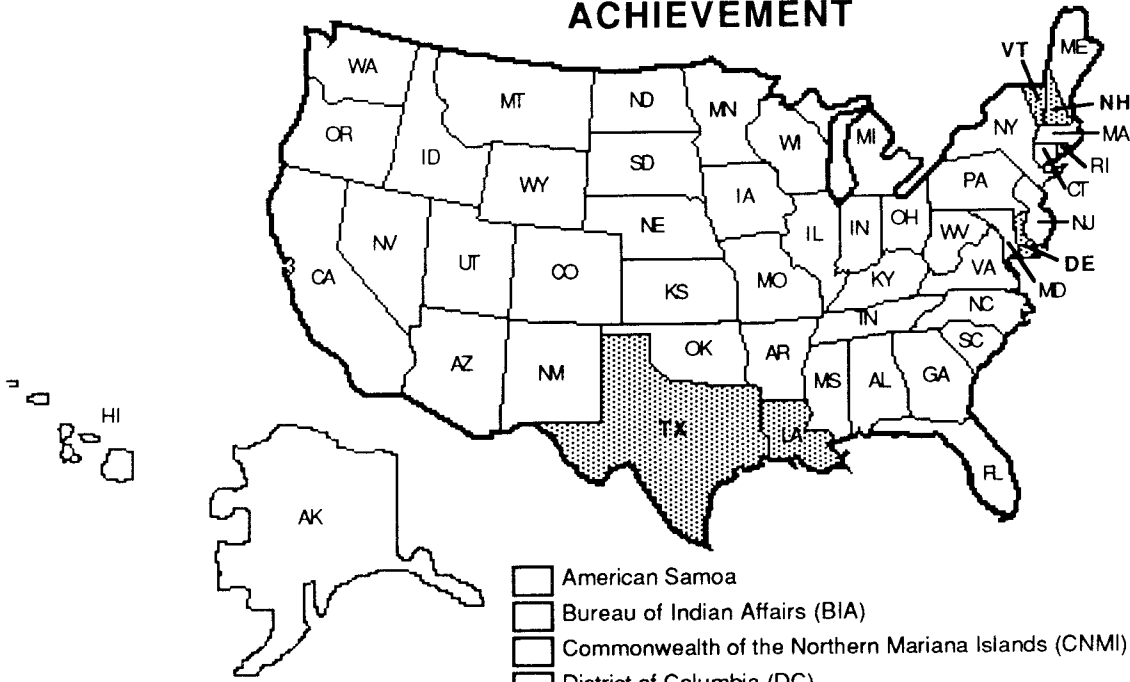 ACHIEVEMENT
WA
MT
ND
MN
VT
ME
NH
OR
ID
SD
WI
MI
NY
MA
RI
WY
IA
PA
CT
NE
NV
UT
CO
IL
IN
OH
WV
NJ
DE
CA
KS
MO
KY
VA
MD
NC
TN
SC
AZ
NM
OK
AR
MS
AL
GA
TX
LA
FL
HI
AK
American Samoa
Bureau of Indian Affairs (BIA)
Commonwealth of the Northern Mariana Islands (CNMI)
District of Columbia (DC)